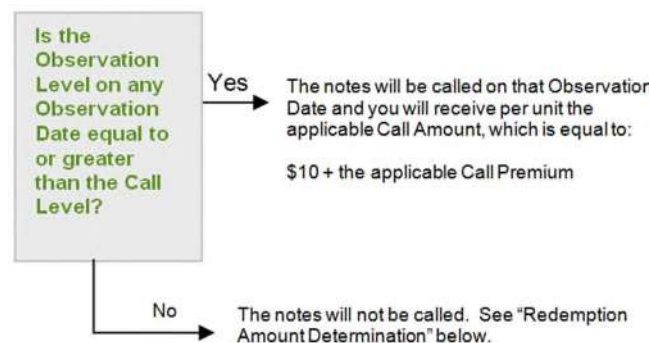 Is the
Observation
Level on any
Observation
Date equal to
or greater
than the Call
Level?
Yes
The notes will be called on that Observation
Date and you will receive per unit the
applicable Call Amount, which is equal to:
$10 + the applicable Call Premium
No
The notes will not be called. See “Redemption
Amount Determination” below.